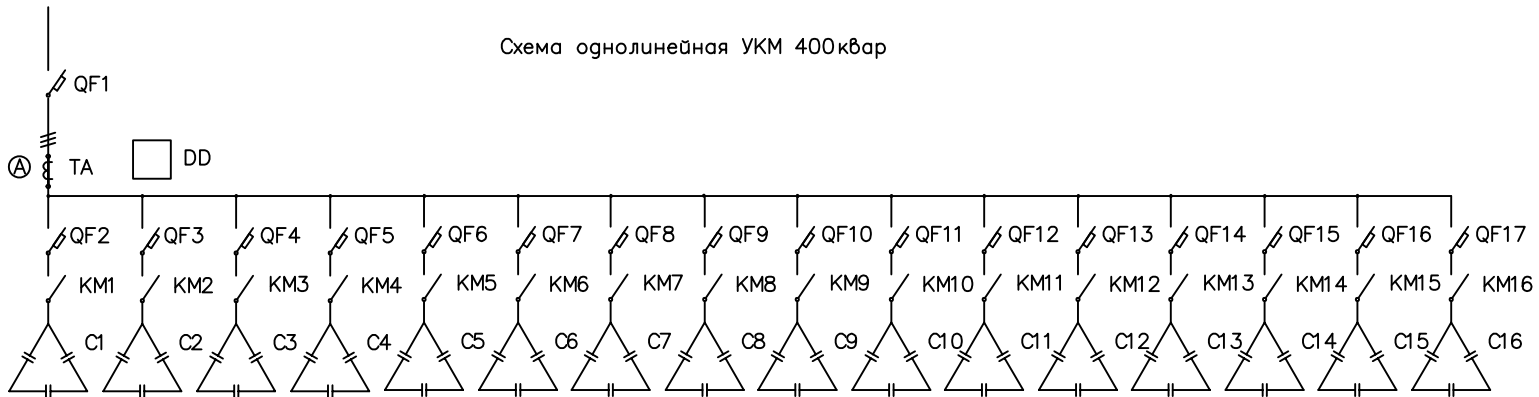 Схема однолинейная УКМ 400квар
QF1
A TA DD
QF2 QF3 QF4 QF5 QF6 QF7 QF8 QF9 QF10 QF11 QF12 QF13 QF14 QF15 QF16 QF17
KM1 KM2 KM3 KM4 KM5 KM6 KM7 KM8 KM9 KM10 KM11 KM12 KM13 KM14 KM15 KM16
C1 C2 C3 C4 C5 C6 C7 C8 C9 C10 C11 C12 C13 C14 C15 C16